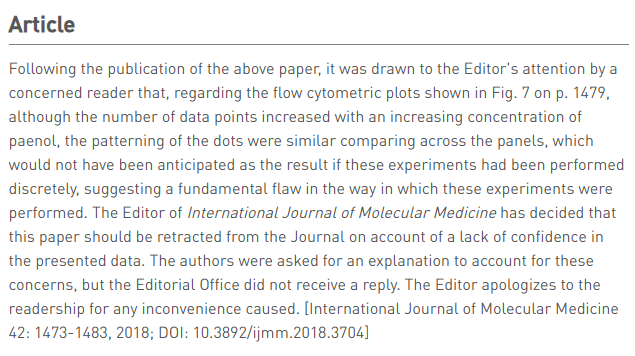 Article
Following the publication of the above paper, it was drawn to the Editor's attention by a
concerned reader that, regarding the flow cytometric plots shown in Fig. 7 on p. 1479,
although the number of data points increased with an increasing concentration of
paenol, the patterning of the dots were similar comparing across the panels, which
would not have been anticipated as the result if these experiments had been performed
discretely, suggesting a fundamental flaw in the way in which these experiments were
performed. The Editor of International Journal of Molecular Medicine has decided that
this paper should be retracted from the Journal on account of a lack of confidence in
the presented data. The authors were asked for an explanation to account for these
concerns, but the Editorial Office did not receive a reply. The Editor apologizes to the
readership for any inconvenience caused. [International Journal of Molecular Medicine
42: 1473-1483, 2018; DOI: 10.3892/ijmm.2018.3704]